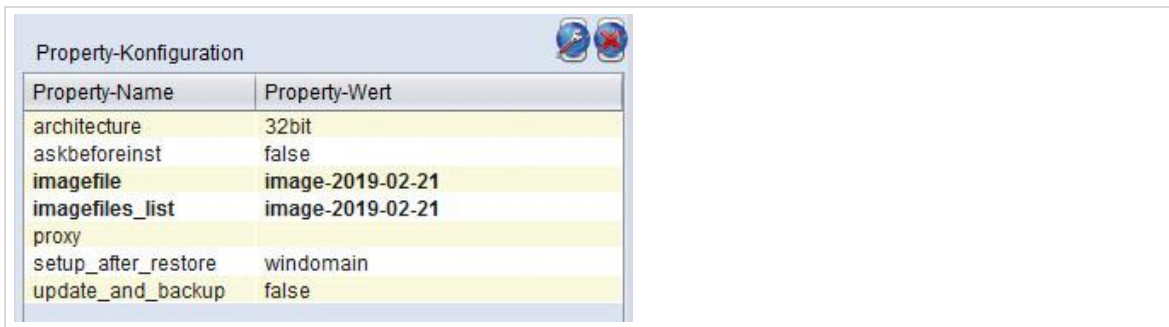 Property-Konfiguration
Property-Name Property-Wert
architecture 32bit
askbeforeinst false
imagefile image-2019-02-21
imagefiles_list image-2019-02-21
proxy
setup_after_restore windomain
update_and_backup false